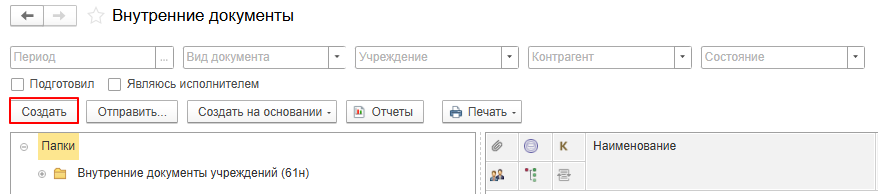 Внутренние документы
Период ... Вид документа Учреждение Контрагент Состояние
Подготовил Являюсь исполнителем
Создать Отправить... Создать на основании Отчеты Печать
Папки К Наименование
Внутренние документы учреждений (61н)